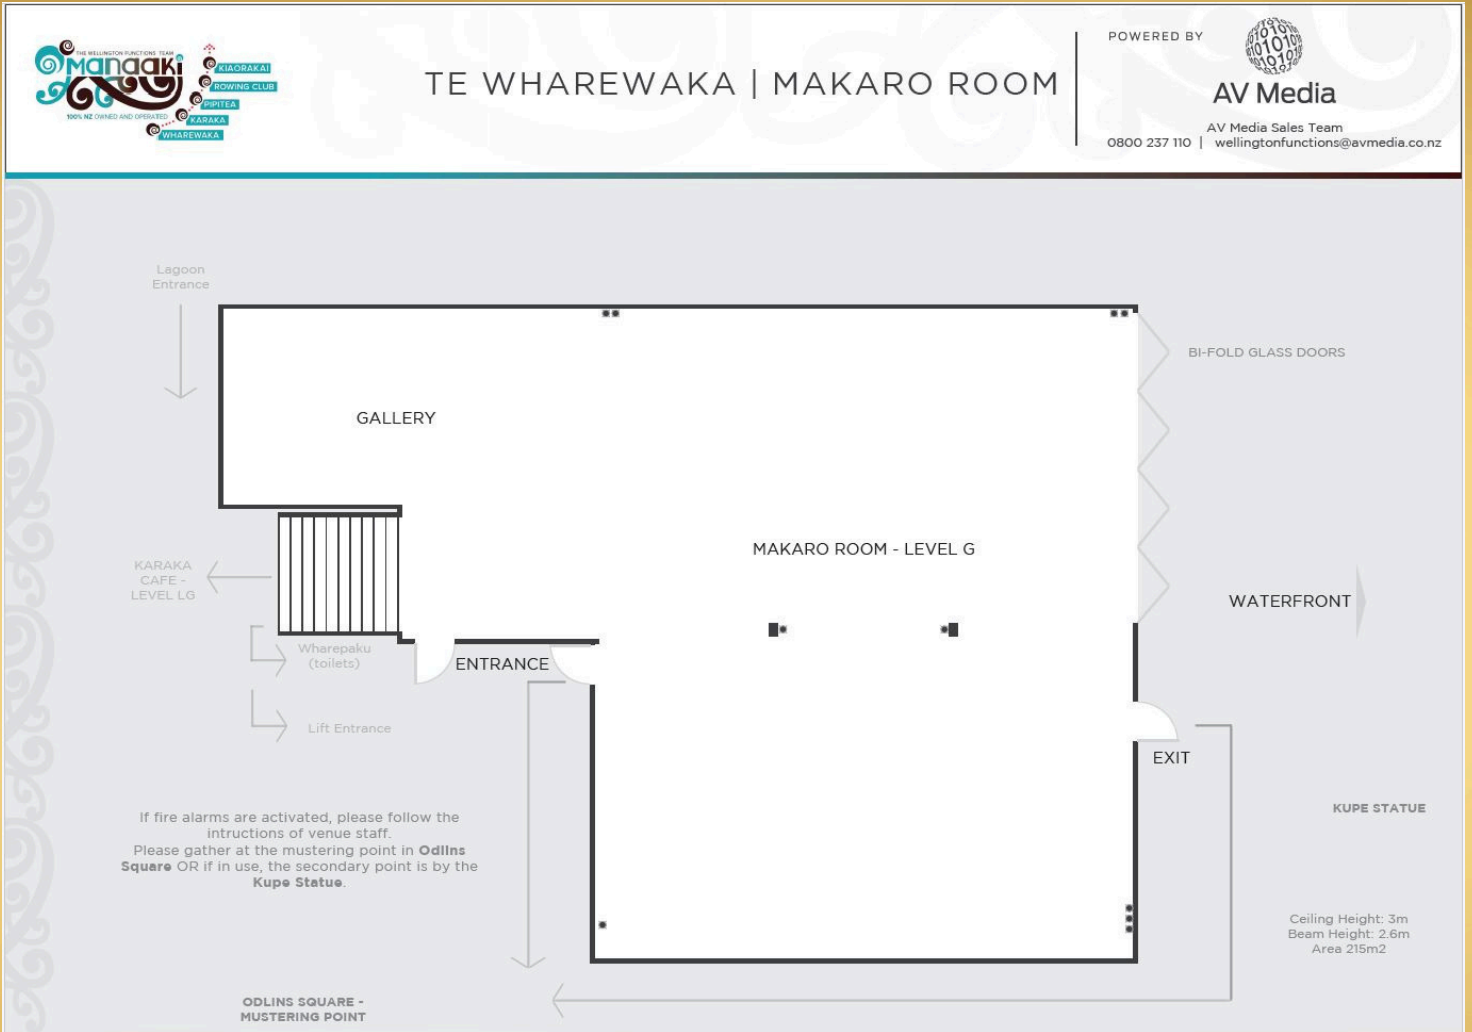 THE WELLINGTON FUNCTIONS TEAM
manaaki
100% NZ OWNED AND OPERATED
KIAORAKAI
ROWING CLUB
PIPITEA
KARAKA
WHAREWAKA
TE WHAREWAKA | MAKARO ROOM
POWERED BY
AV Media
AV Media Sales Team
0800 237 110 | wellingtonfunctions@avmedia.co.nz
Lagoon
Entrance
BI-FOLD GLASS DOORS
GALLERY
MAKARO ROOM - LEVEL G
KARAKA
CAFE -
LEVEL LG
WATERFRONT
Wharepaku
(toilets)
ENTRANCE
Lift Entrance
EXIT
KUPE STATUE
If fire alarms are activated, please follow the
intructions of venue staff.
Please gather at the mustering point in Odlins
Square OR if in use, the secondary point is by the
Kupe Statue.
Ceiling Height: 3m
Beam Height: 2.6m
Area 215m2
ODLINS SQUARE -
MUSTERING POINT